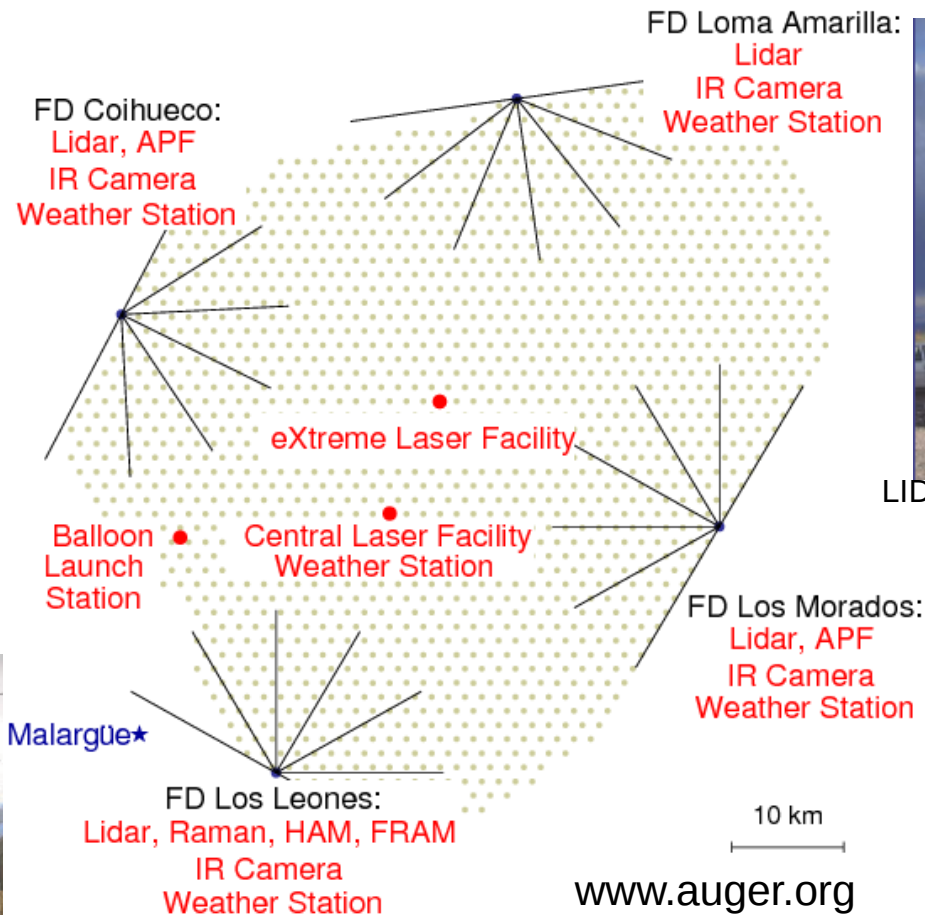 FD Loma Amarilla:
Lidar
IR Camera
Weather Station
FD Coihueco:
Lidar, APF
IR Camera
Weather Station
eXtreme Laser Facility
LID
Balloon
Launch
Station
Central Laser Facility
Weather Station
FD Los Morados:
Lidar, APF
IR Camera
Weather Station
Malargüe
FD Los Leones:
Lidar, Raman, HAM, FRAM
IR Camera
Weather Station
10 km
www.auger.org